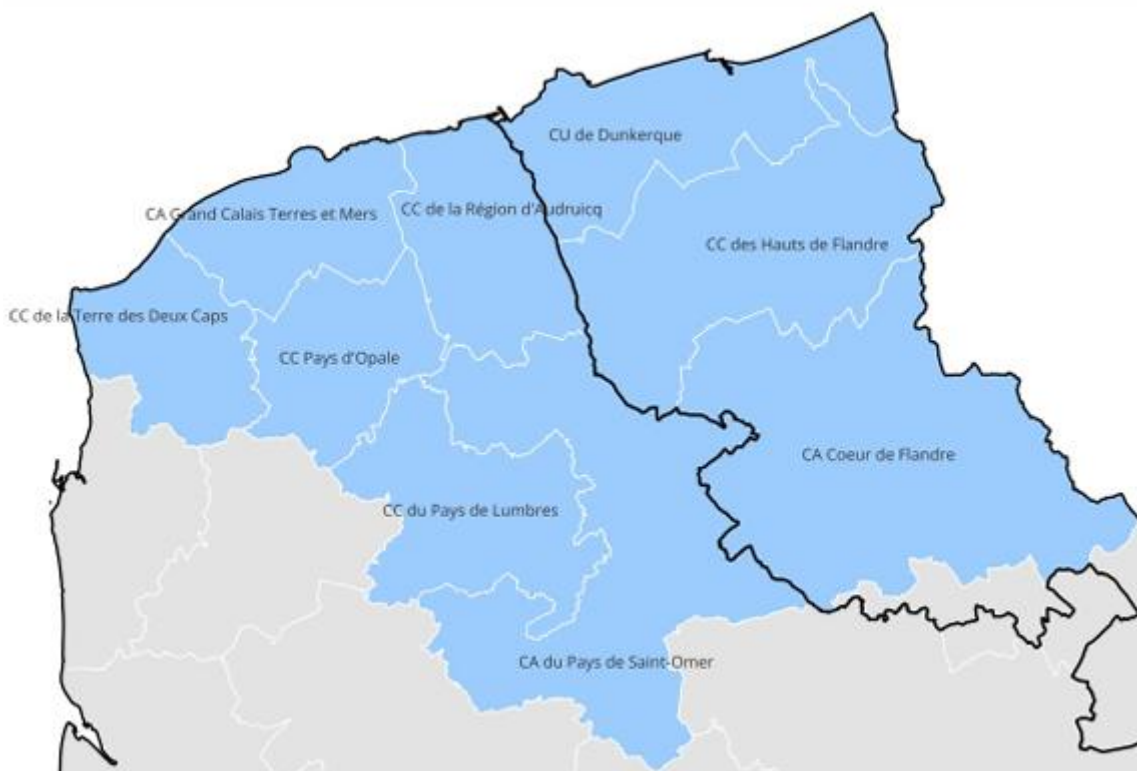 CU de Dunkerque
CA Grand Calais Terres et Mers
CC de la Région d'Audruicq
CC des Hauts de Flandre
CC de la Terre des Deux Caps
CC Pays d'Opale
CA Coeur de Flandre
CC du Pays de Lumbres
CA du Pays de Saint-Omer